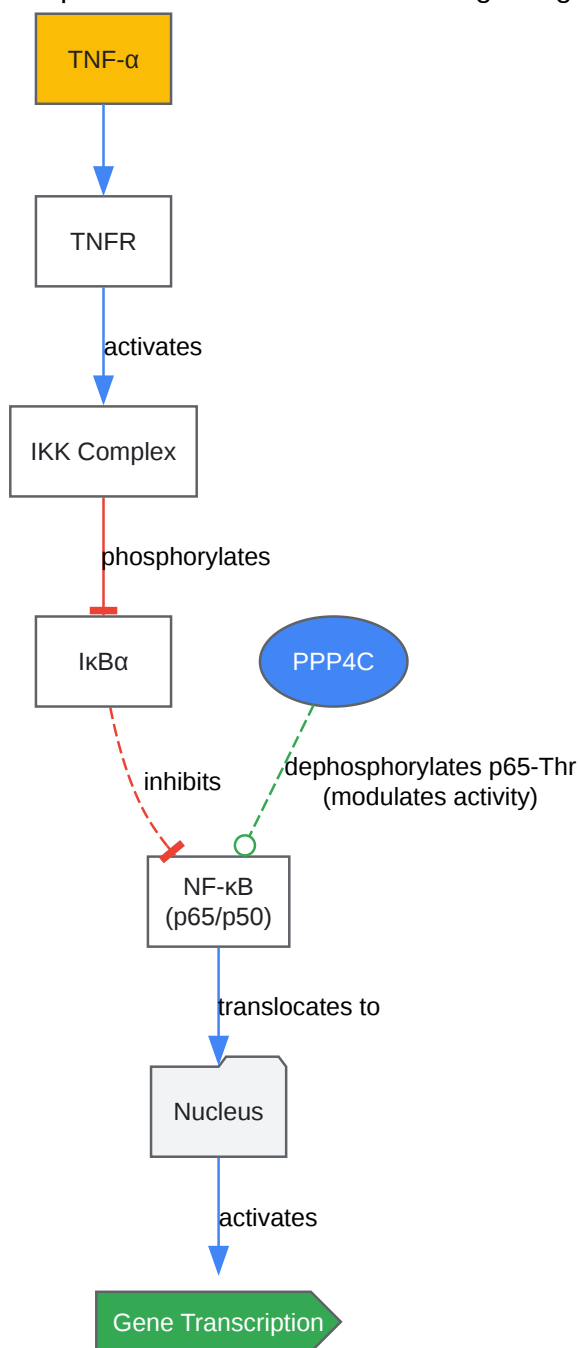 TNF-α
TNFR
activates
IKK Complex
phosphorylates
IκBα
PPP4C
inhibits
dephosphorylates p65-Thr
(modulates activity)
NF-κB
(p65/p50)
translocates to
Nucleus
activates
Gene Transcription